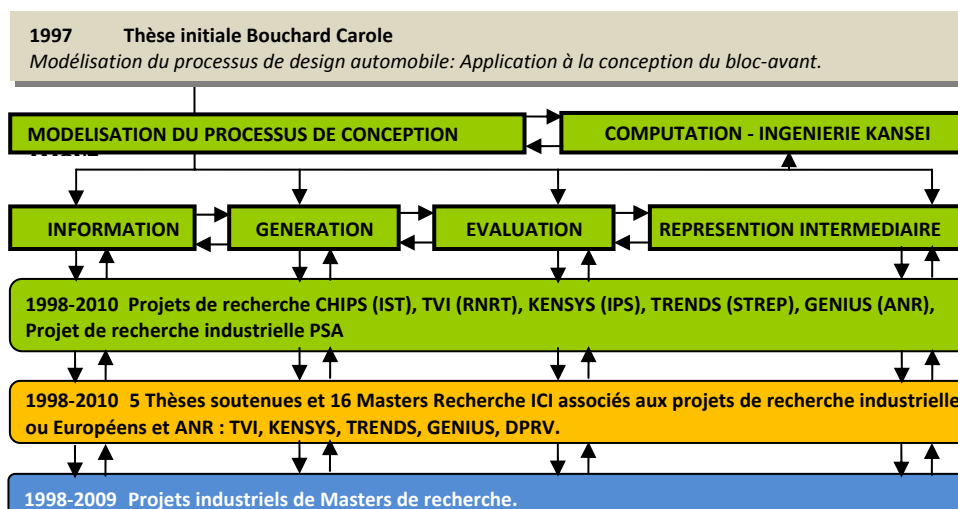 1997 Thèse initiale Bouchard Carole
Modélisation du processus de design automobile: Application à la conception du bloc-avant.
MODELISATION DU PROCESSUS DE CONCEPTION
COMPUTATION - INGENIERIE KANSEI
INFORMATION
GENERATION
EVALUATION
REPRESENTION INTERMEDIAIRE
1998-2010 Projets de recherche CHIPS (IST), TVI (RNRT), KENSYS (IPS), TRENDS (STREP), GENIUS (ANR),
Projet de recherche industrielle PSA
1998-2010 5 Thèses soutenues et 16 Masters Recherche ICI associés aux projets de recherche industrielle
ou Européens et ANR : TVI, KENSYS, TRENDS, GENIUS, DPRV.
1998-2009 Projets industriels de Masters de recherche.